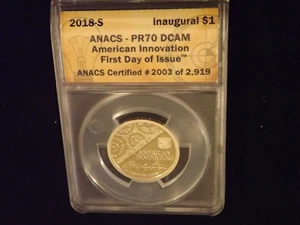 2018-S inaugural $1
ANACS - PR70 DCAM
American Innovation
First Day of Issue™
ANACS Certified # 2003 of 2,919
AMERICAN
INNOVATORS